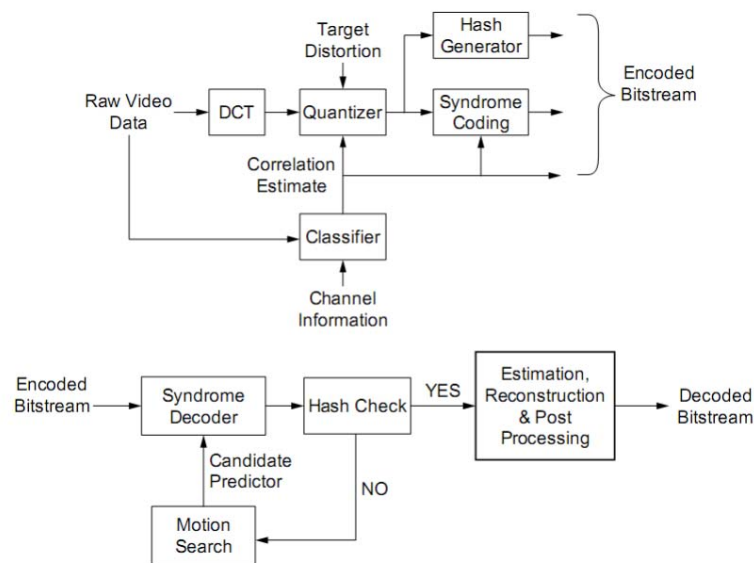 Target
Distortion
Hash
Generator
Encoded
Bitstream
Raw Video
Data
DCT
Quantizer
Syndrome
Coding
Correlation
Estimate
Classifier
Channel
Information
Encoded
Bitstream
Syndrome
Decoder
Hash Check
YES
Estimation,
Reconstruction
& Post
Processing
Decoded
Bitstream
Candidate
Predictor
NO
Motion
Search